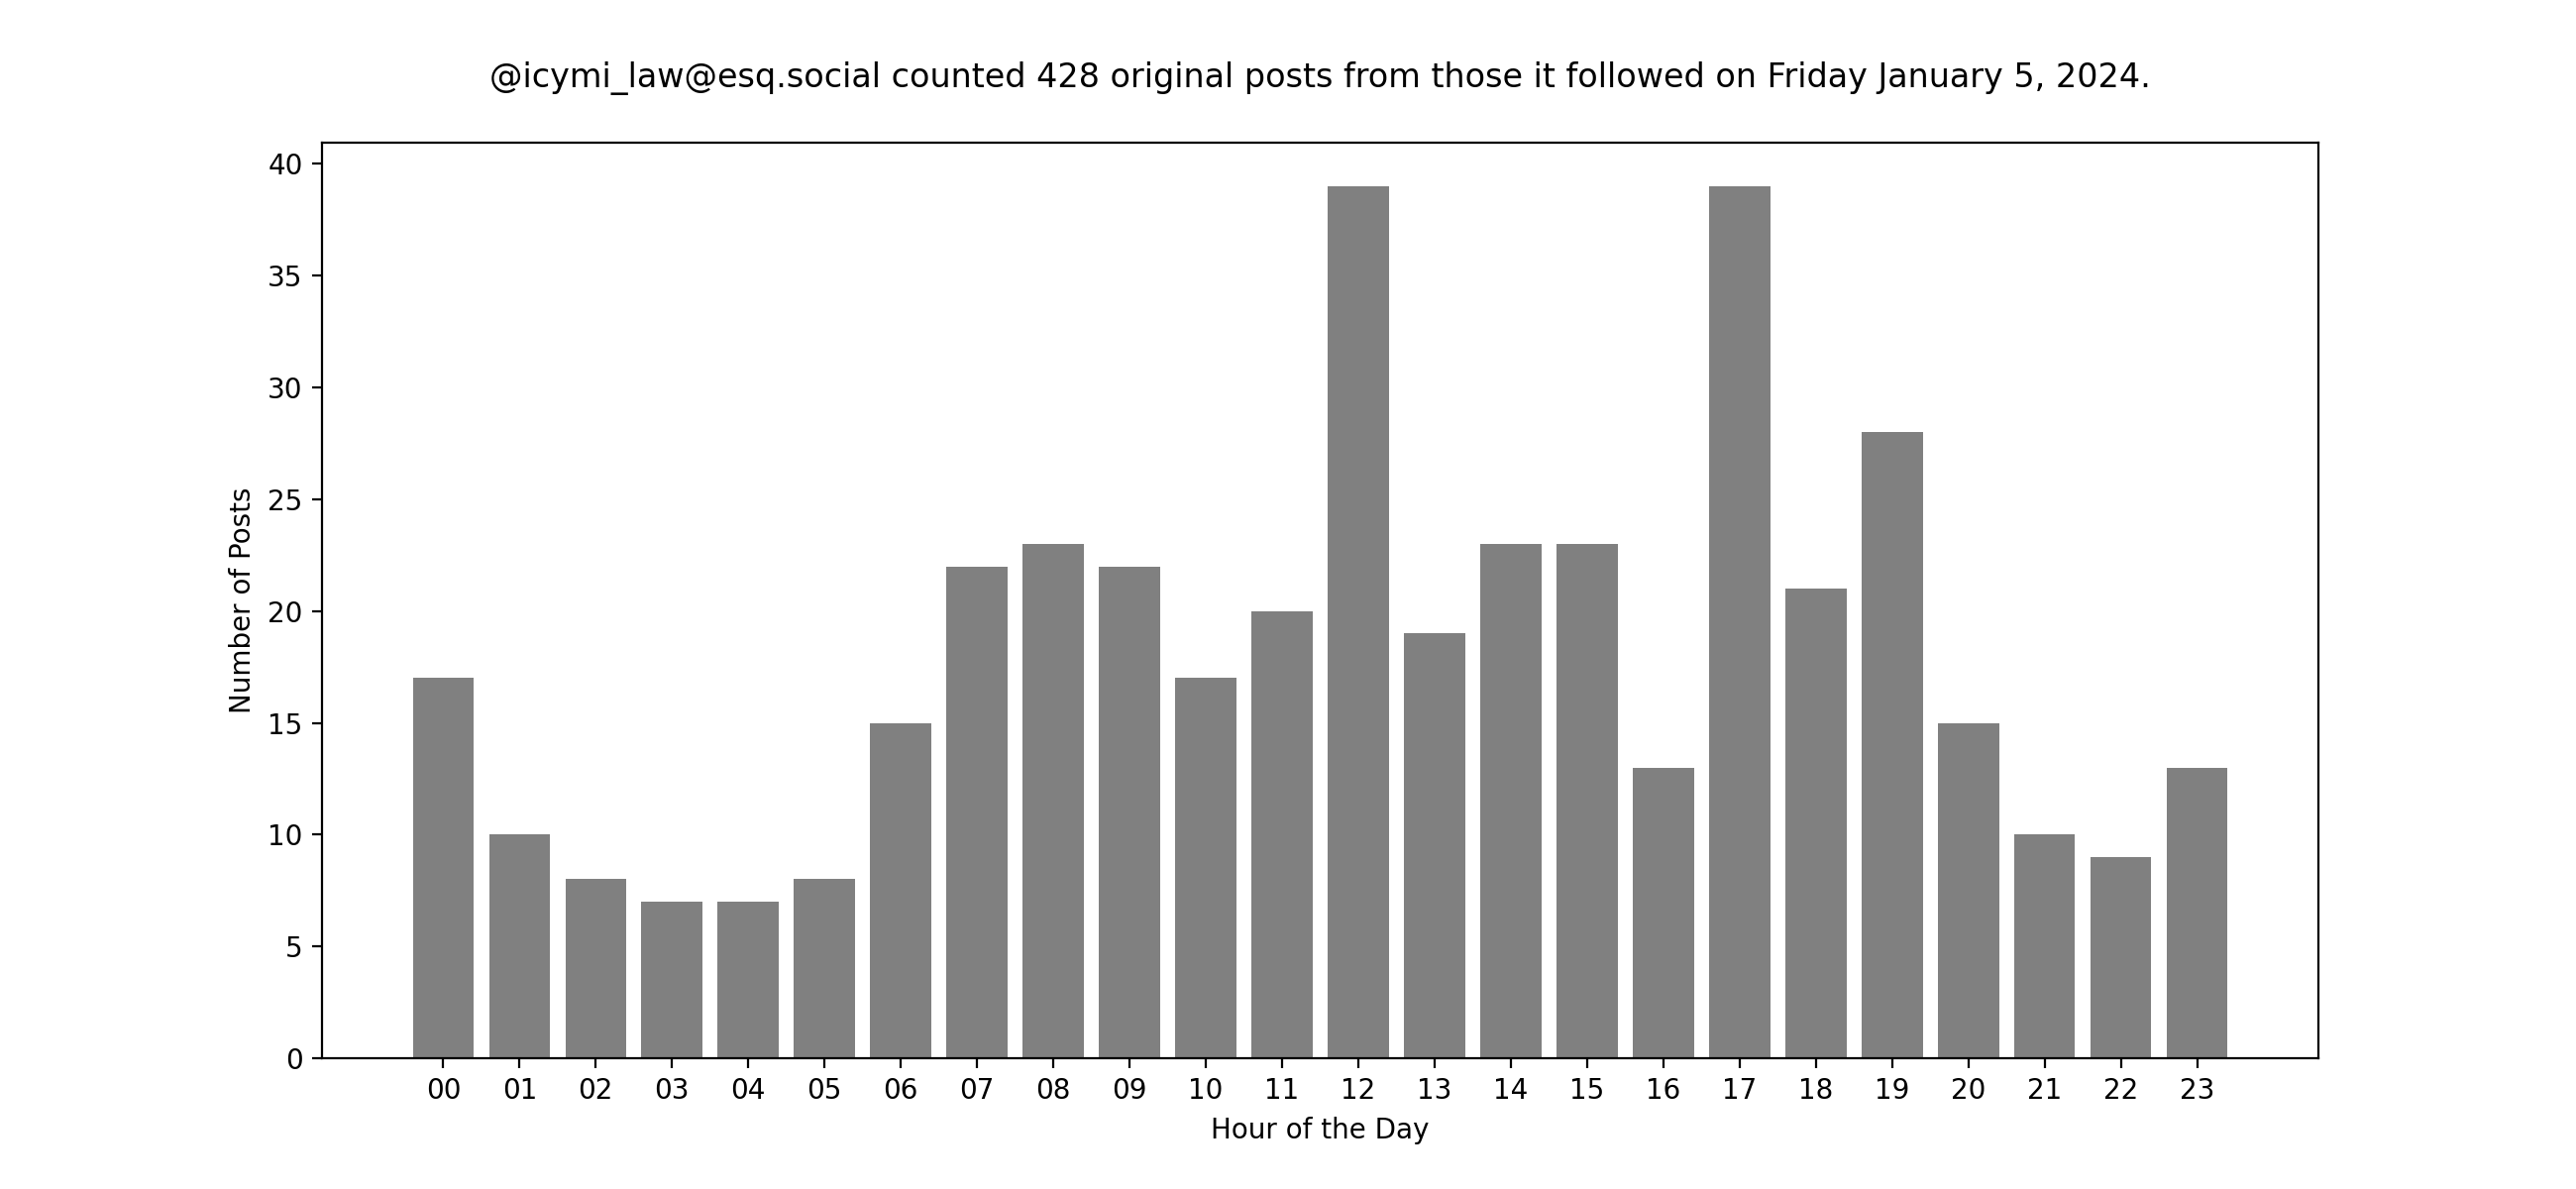 @icymi_law@esq.social counted 428 original posts from those it followed on Friday January 5, 2024.
40
35
30
25
20
15
10
5
0
Number of Posts
00 01 02 03 04 05 06 07 08 09 10 11 12 13 14 15 16 17 18 19 20 21 22 23
Hour of the Day